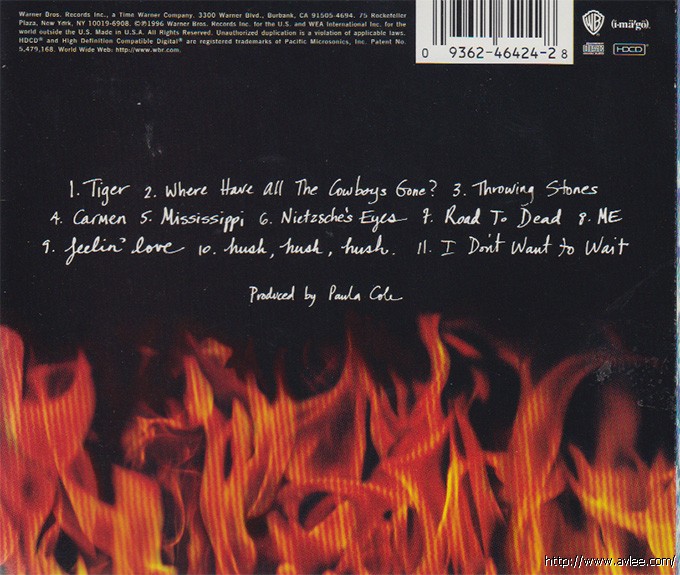 Warner Bros. Records Inc., a Time Warner Company. 3300 Warner Blvd., Burbank, CA 91505-4694. 75 Rockefeller
Plaza, New York, NY 10019-6908. ©℗1996 Warner Bros. Records Inc. for the U.S. and WEA International Inc. for the
world outside the U.S. Made in U.S.A. All Rights Reserved. Unauthorized duplication is a violation of applicable laws.
HDCD® and High Definition Compatible Digital® are registered trademarks of Pacific Microsonics, Inc. Patent No.
5,479,168. World Wide Web: http://www.wbr.com.
0 9362-46424-2 8
WB (i·mä'gō)
HDCD
1. Tiger 2. Where Have all The Cowboys Gone? 3. Throwing Stones
4. Carmen 5. Mississippi 6. Nietzsche's Eyes 7. Road To Dead 8. ME
9. feelin' love 10. hush, hush, hush. 11. I Don't Want to Wait
Produced by Paula Cole
http://www.avlee.com/